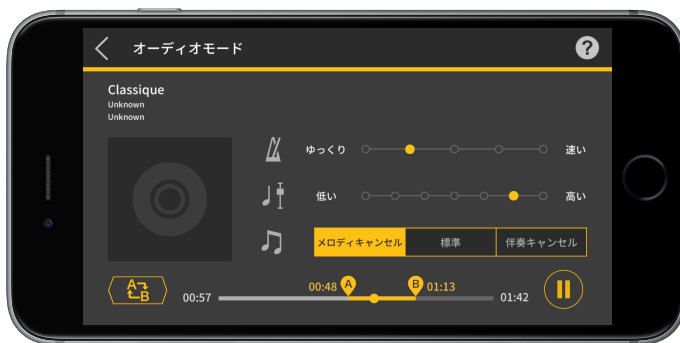 オーディオモード
?
Classique
Unknown
Unknown
ゆっくり 速い
低い 高い
メロディキャンセル 標準 伴奏キャンセル
A B
00:57 00:48 A B 01:13 01:42